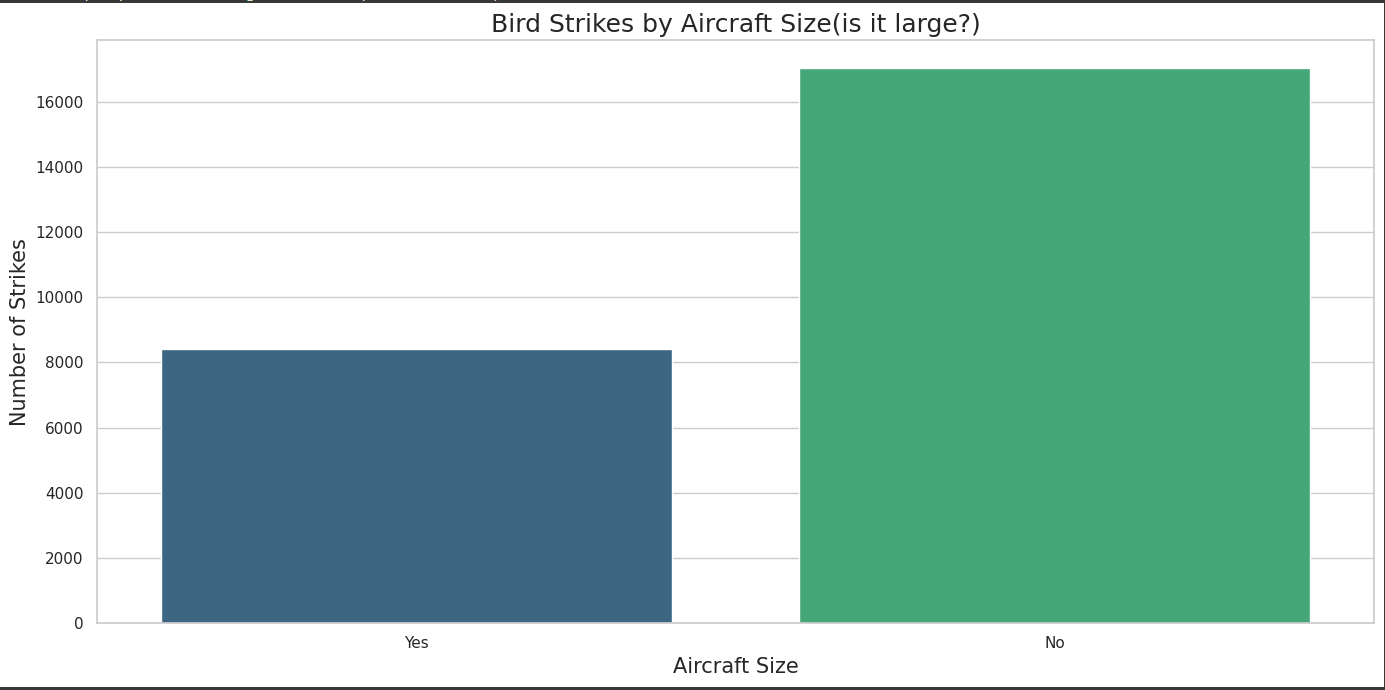 Bird Strikes by Aircraft Size(is it large?)
Number of Strikes
16000
14000
12000
10000
8000
6000
4000
2000
0
Yes
No
Aircraft Size